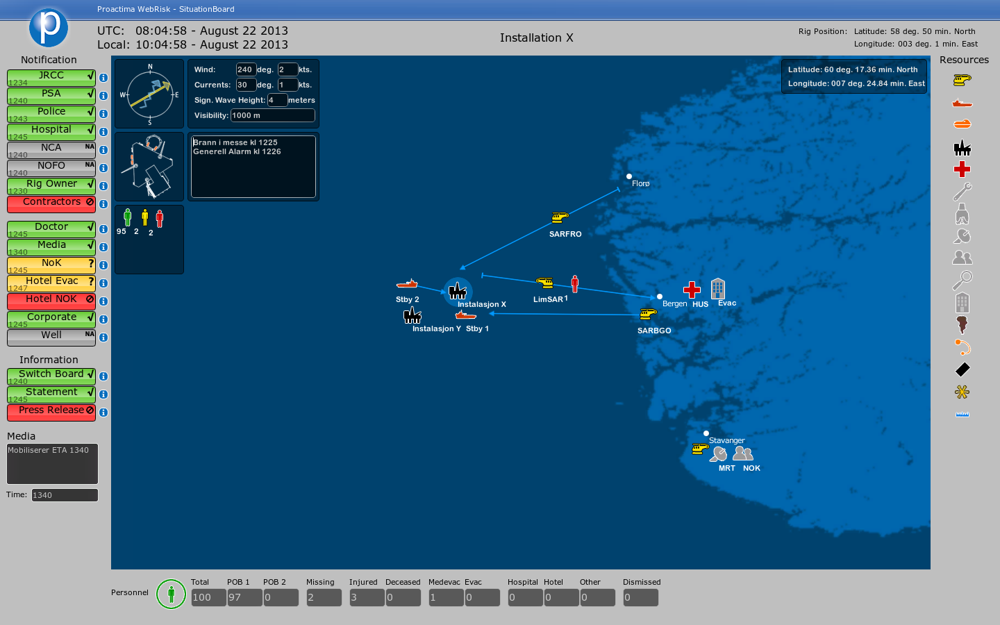 Proactima WebRisk - SituationBoard
p
UTC: 08:04:58 - August 22 2013
Local: 10:04:58 - August 22 2013
Installation X
Rig Position: Latitude: 58 deg. 50 min. North
Longitude: 003 deg. 1 min. East
Notification
JRCC
1234
PSA
1240
Police
1243
Hospital
1245
NCA NA
1240
NOFO NA
1240
Rig Owner
1230
Contractors
Doctor
1245
Media
1340
NoK ?
1245
Hotel Evac ?
1247
Hotel NOK
Corporate
1245
Well NA
Information
Switch Board
1240
Statement
1245
Press Release
Media
Mobiliserer ETA 1340
Time: 1340
N
W E
S
Wind: 240 deg. 2 kts.
Currents: 30 deg. 1 kts.
Sign. Wave Height: 4 meters
Visibility: 1000 m
Brann i messe kl 1225
Generell Alarm kl 1226
95 2 2
Latitude: 60 deg. 17.36 min. North
Longitude: 007 deg. 24.84 min. East
Florø
SARFRO
Stby 2
Instalasjon X
LimSAR 1
Bergen HUS Evac
Instalasjon Y Stby 1
SARBGO
Stavanger
MRT NOK
Resources
Personnel
Total POB 1 POB 2 Missing Injured Deceased Medevac Evac Hospital Hotel Other Dismissed
100 97 0 2 3 0 1 0 0 0 0 0